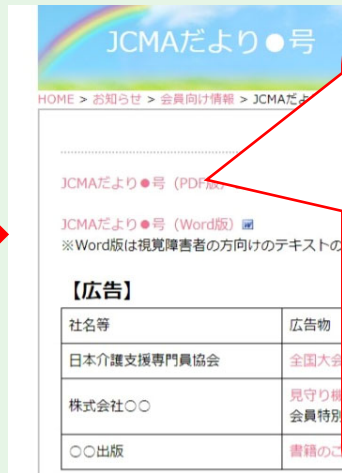 JCMAだより●号
HOME > お知らせ > 会員向け情報 > JCMAだよ
JCMAだより●号（PDF版）
JCMAだより●号（Word版）
※Word版は視覚障害者の方向けのテキストの
【広告】
社名等 広告物
日本介護支援専門員協会 全国大会
株式会社〇〇 見守り機
会員特別
〇〇出版 書籍のご